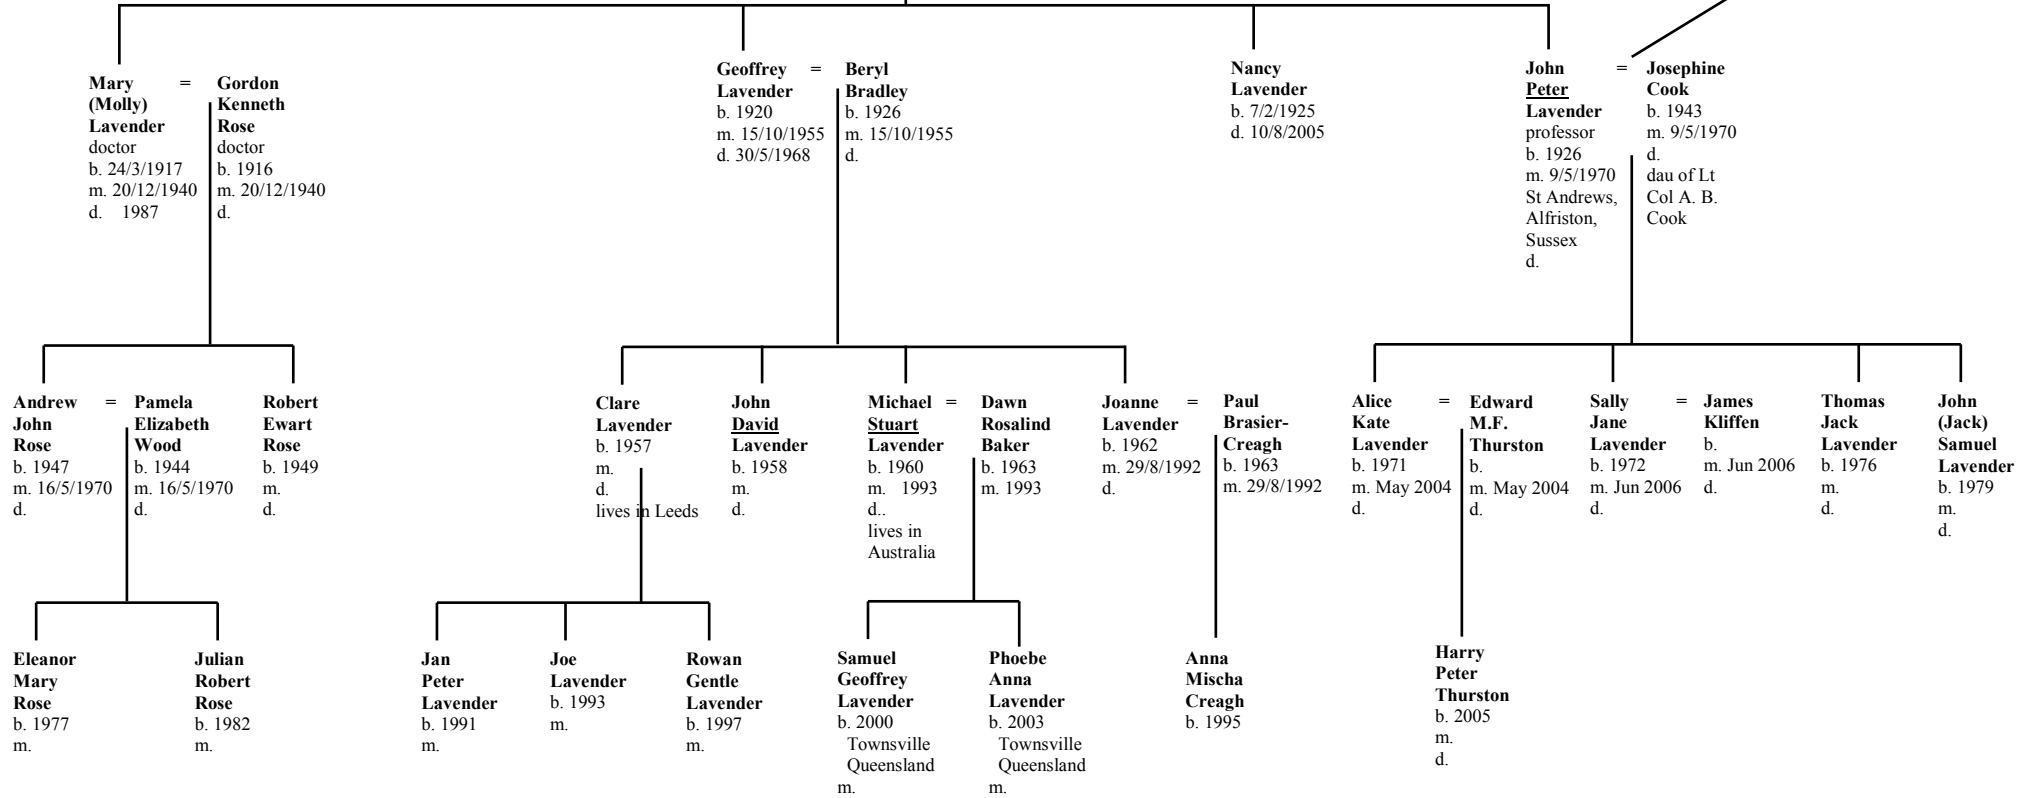 Mary =
(Molly)
Lavender
doctor
b. 24/3/1917
m. 20/12/1940
d. 1987
Gordon
Kenneth
Rose
doctor
b. 1916
m. 20/12/1940
d.
Geoffrey =
Lavender
b. 1920
m. 15/10/1955
d. 30/5/1968
Beryl
Bradley
b. 1926
m. 15/10/1955
d.
Nancy
Lavender
b. 7/2/1925
d. 10/8/2005
John =
Peter
Lavender
professor
b. 1926
m. 9/5/1970
St Andrews,
Alfriston,
Sussex
d.
Josephine
Cook
b. 1943
m. 9/5/1970
d.
dau of Lt
Col A. B.
Cook
Andrew =
John
Rose
b. 1947
m. 16/5/1970
d.
Pamela
Elizabeth
Wood
b. 1944
m. 16/5/1970
d.
Robert
Ewart
Rose
b. 1949
m.
d.
Clare
Lavender
b. 1957
m.
d.
lives in Leeds
John
David
Lavender
b. 1958
m.
d.
Michael =
Stuart
Lavender
b. 1960
m. 1993
d..
lives in
Australia
Dawn
Rosalind
Baker
b. 1963
m. 1993
Joanne =
Lavender
b. 1962
m. 29/8/1992
d.
Paul
Brasier-
Creagh
b. 1963
m. 29/8/1992
Alice =
Kate
Lavender
b. 1971
m. May 2004
d.
Edward
M.F.
Thurston
b.
m. May 2004
d.
Sally =
Jane
Lavender
b. 1972
m. Jun 2006
d.
James
Kliffen
b.
m. Jun 2006
d.
Thomas
Jack
Lavender
b. 1976
m.
d.
John
(Jack)
Samuel
Lavender
b. 1979
m.
d.
Eleanor
Mary
Rose
b. 1977
m.
Julian
Robert
Rose
b. 1982
m.
Jan
Peter
Lavender
b. 1991
m.
Joe
Lavender
b. 1993
m.
Rowan
Gentle
Lavender
b. 1997
m.
Samuel
Geoffrey
Lavender
b. 2000
Townsville
Queensland
m.
Phoebe
Anna
Lavender
b. 2003
Townsville
Queensland
m.
Anna
Mischa
Creagh
b. 1995
Harry
Peter
Thurston
b. 2005
m.
d.